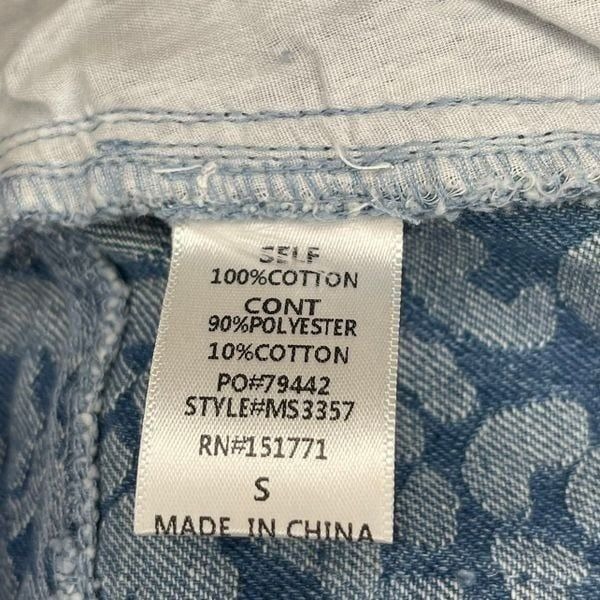 SELF
100%COTTON
CONT
90%POLYESTER
10%COTTON
PO#79442
STYLE#MS3357
RN#151771
S
MADE IN CHINA